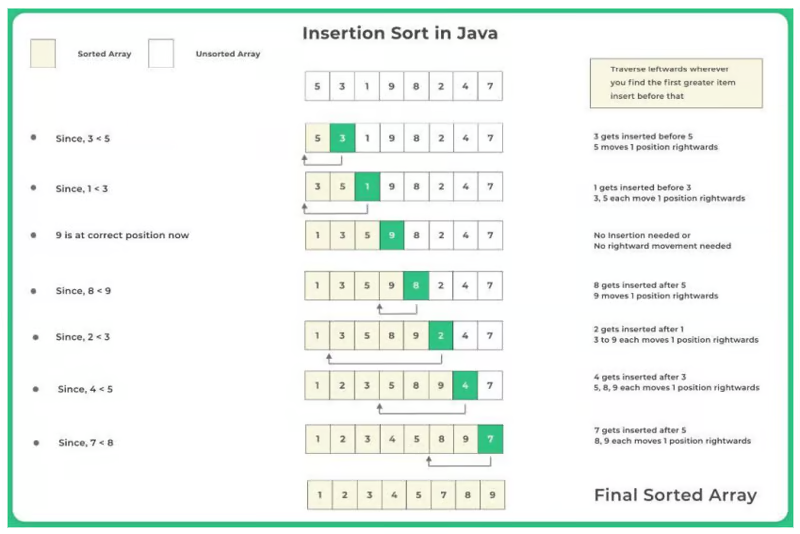 Insertion Sort in Java
Sorted Array
Unsorted Array
Traverse leftwards wherever
you find the first greater item
insert before that
5 3 1 9 8 2 4 7
Since, 3 < 5
5 3 1 9 8 2 4 7
3 gets inserted before 5
5 moves 1 position rightwards
Since, 1 < 3
3 5 1 9 8 2 4 7
1 gets inserted before 3
3, 5 each move 1 position rightwards
9 is at correct position now
1 3 5 9 8 2 4 7
No Insertion needed or
No rightward movement needed
Since, 8 < 9
1 3 5 9 8 2 4 7
8 gets inserted after 5
9 moves 1 position rightwards
Since, 2 < 3
1 3 5 8 9 2 4 7
2 gets inserted after 1
3 to 9 each moves 1 position rightwards
Since, 4 < 5
1 2 3 5 8 9 4 7
4 gets inserted after 3
5, 8, 9 each moves 1 position rightwards
Since, 7 < 8
1 2 3 4 5 8 9 7
7 gets inserted after 5
8, 9 each moves 1 position rightwards
1 2 3 4 5 7 8 9
Final Sorted Array